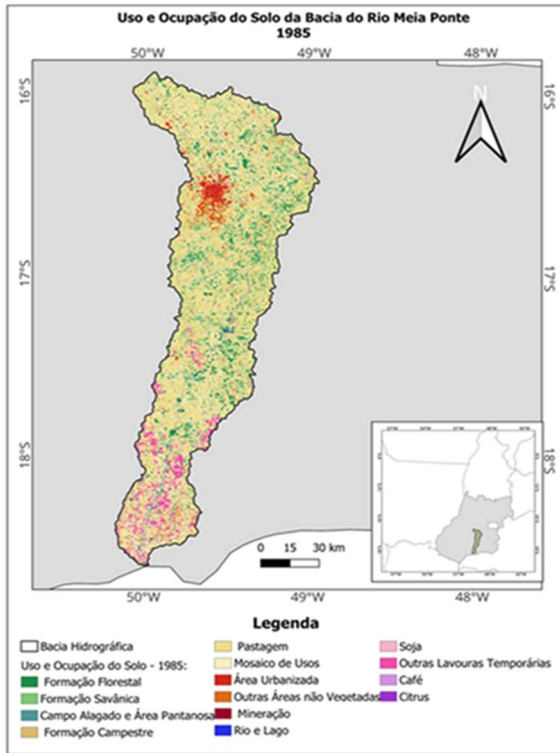 Uso e Ocupação do Solo da Bacia do Rio Meia Ponte
1985
50°W 49°W 48°W
16°S 16°S
N
17°S 17°S
18°S 18°S
0 15 30 km
50°W 49°W 48°W
Legenda
Bacia Hidrográfica
Uso e Ocupação do Solo - 1985:
Formação Florestal
Formação Savânica
Campo Alagado e Área Pantanosa
Formação Campestre
Pastagem
Mosaico de Usos
Área Urbanizada
Outras Áreas não Vegetadas
Mineração
Rio e Lago
Soja
Outras Lavouras Temporárias
Café
Citrus